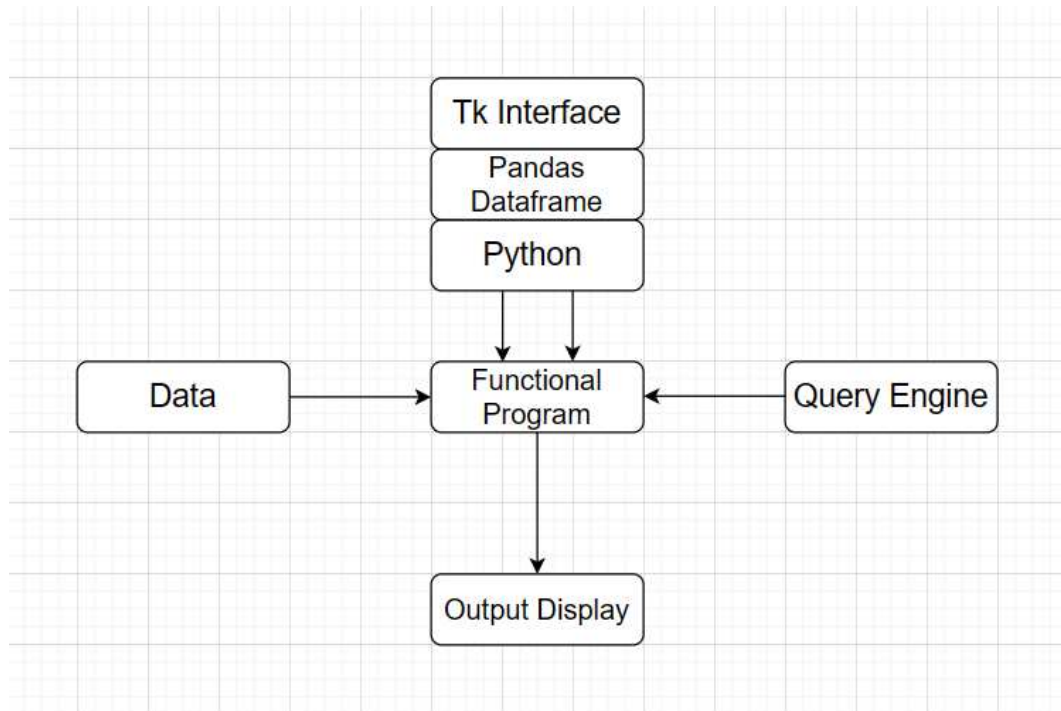 Tk Interface
Pandas
Dataframe
Python
Data
Functional
Program
Query Engine
Output Display